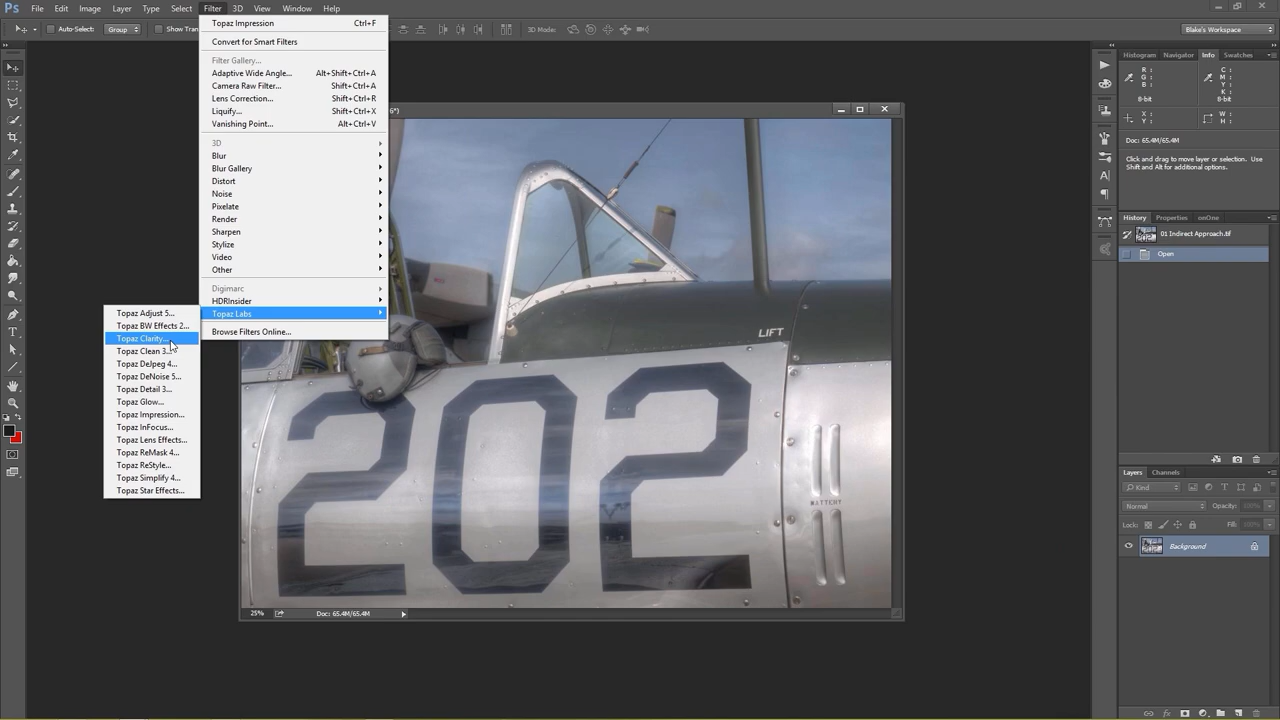 Ps File Edit Image Layer Type Select Filter 3D View Window Help
Auto-Select: Group Show Tran 3D Mode: Blake's Workspace
Topaz Impression Ctrl+F
Convert for Smart Filters
Filter Gallery...
Adaptive Wide Angle... Alt+Shift+Ctrl+A
Camera Raw Filter... Shift+Ctrl+A
Lens Correction... Shift+Ctrl+R
Liquify... Shift+Ctrl+X
Vanishing Point... Alt+Ctrl+V
3D
Blur
Blur Gallery
Distort
Noise
Pixelate
Render
Sharpen
Stylize
Video
Other
Digimarc
HDRInsider
Topaz Labs
Browse Filters Online...
Topaz Adjust 5...
Topaz BW Effects 2...
Topaz Clarity...
Topaz Clean 3...
Topaz DeJpeg 4...
Topaz DeNoise 5...
Topaz Detail 3...
Topaz Glow...
Topaz Impression...
Topaz InFocus...
Topaz Lens Effects...
Topaz ReMask 4...
Topaz ReStyle...
Topaz Simplify 4...
Topaz Star Effects...
LIFT
202
BATTERY
25% Doc: 65.4M/65.4M
Histogram Navigator Info Swatches
R: C:
G: M:
B: Y:
K:
8-bit 8-bit
X: W:
Y: H:
Doc: 65.4M/65.4M
Click and drag to move layer or selection. Use
Shift and Alt for additional options.
History Properties onOne
01 Indirect Approach.tif
Open
Layers Channels
Kind
Normal Opacity: 100%
Lock: Fill: 100%
Background